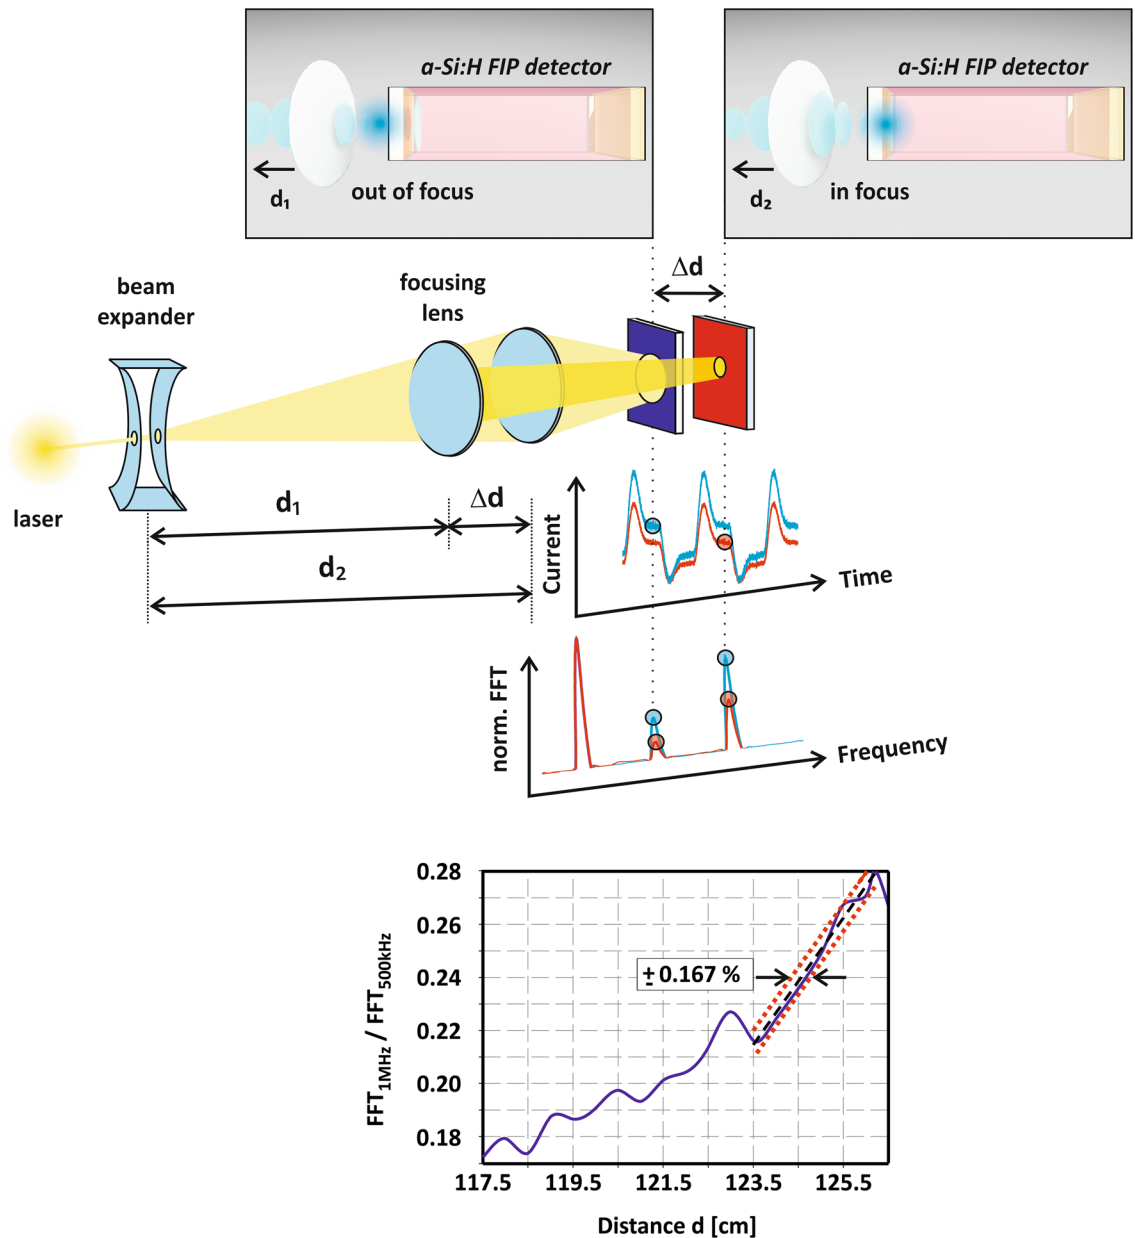 a-Si:H FIP detector
d₁
out of focus
a-Si:H FIP detector
d₂
in focus
Δd
beam
expander
focusing
lens
laser
d₁
Δd
d₂
Current
Time
norm. FFT
Frequency
0.28
0.26
0.24
0.22
0.20
0.18
± 0.167 %
FFT1MHz / FFT500kHz
117.5 119.5 121.5 123.5 125.5
Distance d [cm]